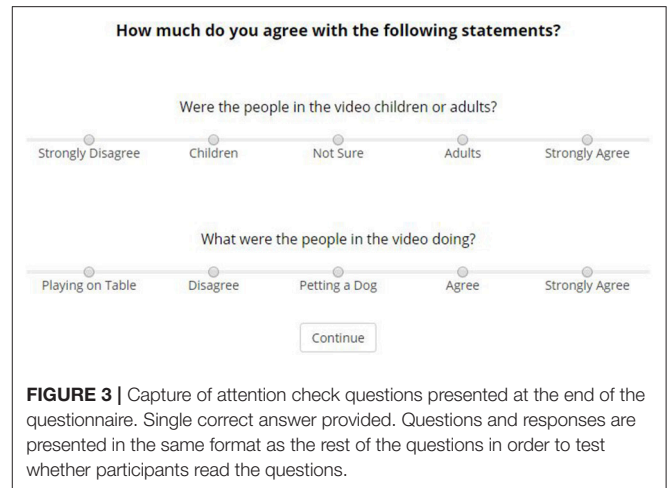 How much do you agree with the following statements?
Were the people in the video children or adults?
Strongly Disagree Children Not Sure Adults Strongly Agree
What were the people in the video doing?
Playing on Table Disagree Petting a Dog Agree Strongly Agree
Continue
FIGURE 3 | Capture of attention check questions presented at the end of the
questionnaire. Single correct answer provided. Questions and responses are
presented in the same format as the rest of the questions in order to test
whether participants read the questions.